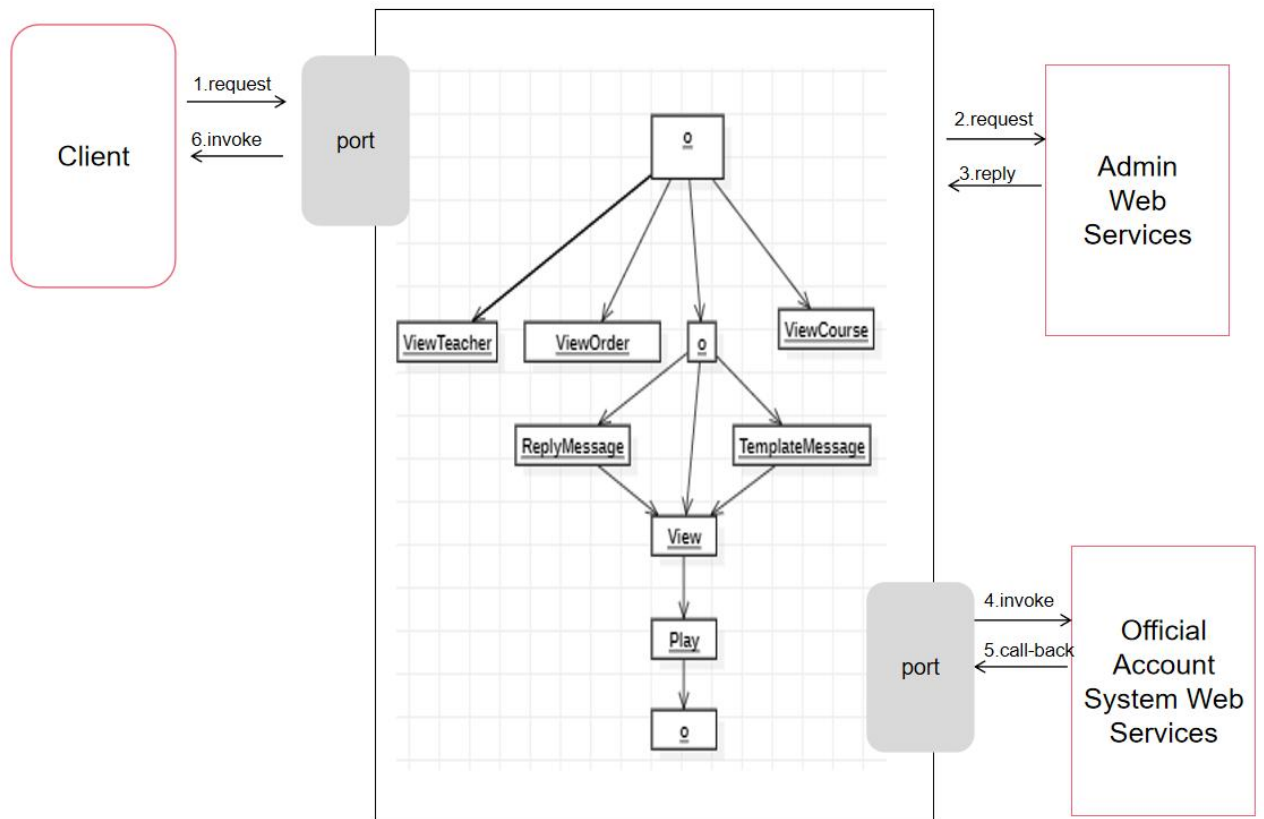 Client
1.request
6.invoke
port
o
ViewTeacher
ViewOrder
o
ViewCourse
ReplyMessage
TemplateMessage
View
Play
o
2.request
3.reply
Admin
Web
Services
port
4.invoke
5.call-back
Official
Account
System Web
Services